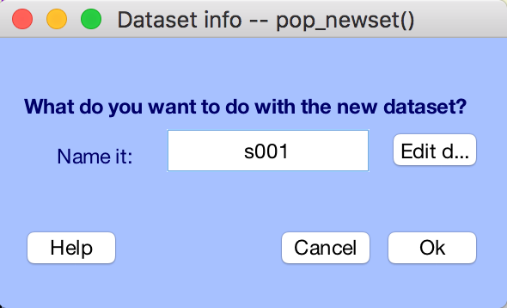 Dataset info -- pop_newset()
What do you want to do with the new dataset?
Name it: s001 Edit d...
Help Cancel Ok